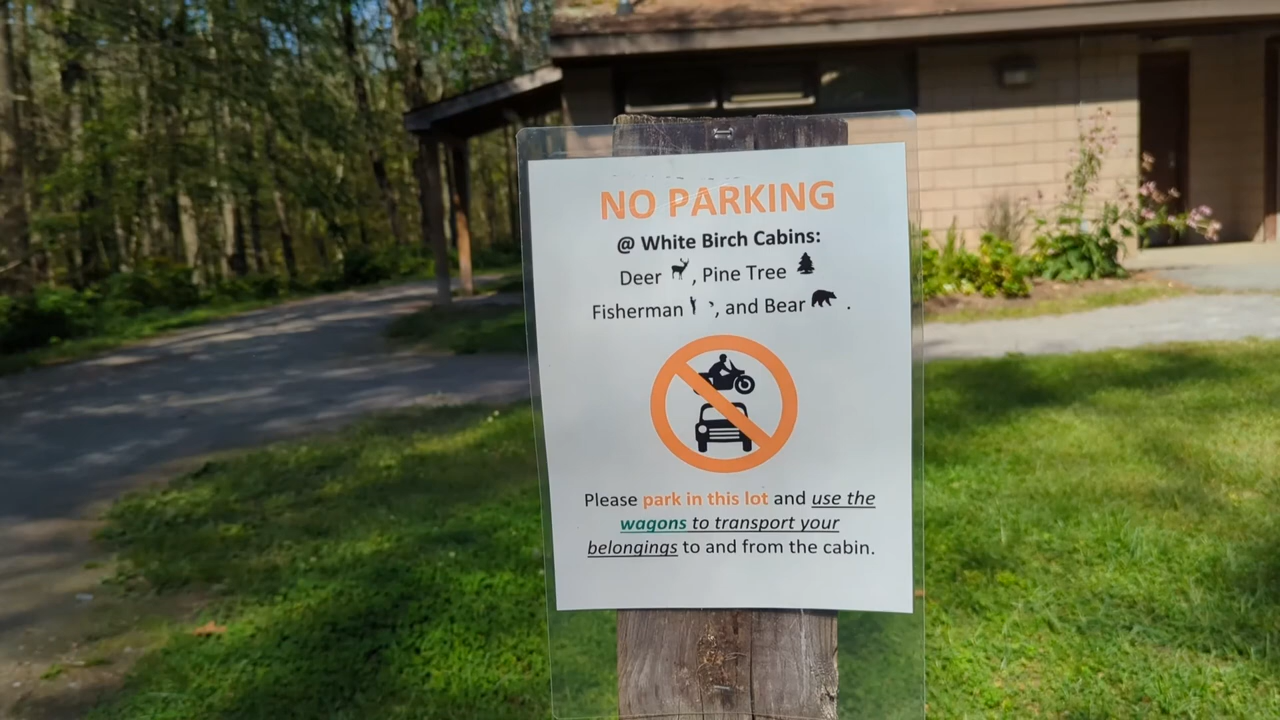 NO PARKING
@ White Birch Cabins:
Deer , Pine Tree
Fisherman , and Bear .
Please park in this lot and use the
wagons to transport your
belongings to and from the cabin.